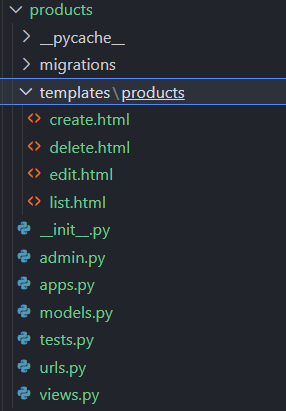 products
__pycache__
migrations
templates\products
create.html
delete.html
edit.html
list.html
__init__.py
admin.py
apps.py
models.py
tests.py
urls.py
views.py